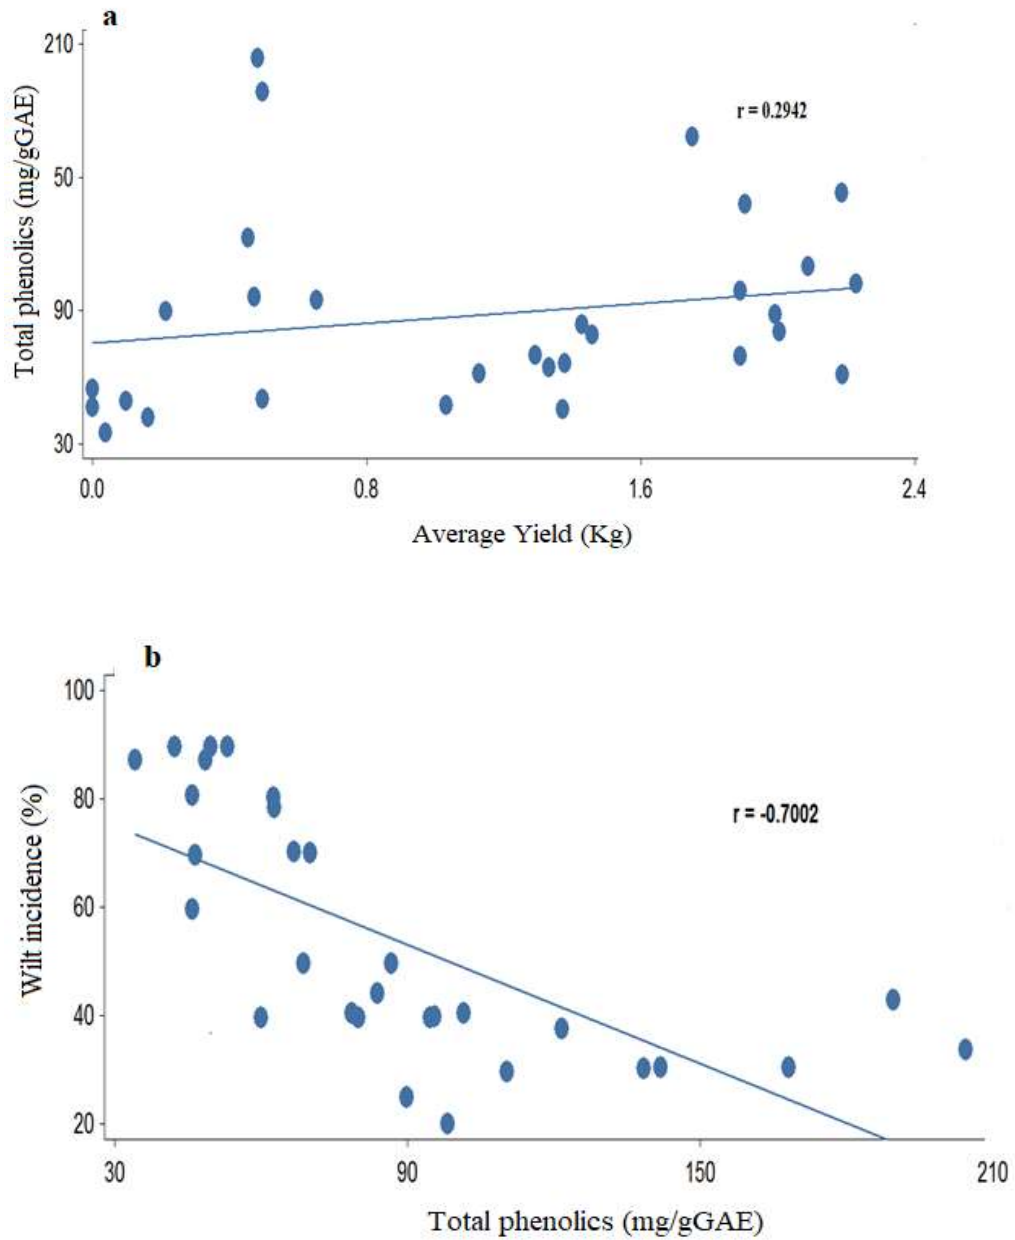 a
210
50
90
30
Total phenolics (mg/gGAE)
r = 0.2942
0.0 0.8 1.6 2.4
Average Yield (Kg)
b
100
80
60
40
20
Wilt incidence (%)
r = -0.7002
30 90 150 210
Total phenolics (mg/gGAE)